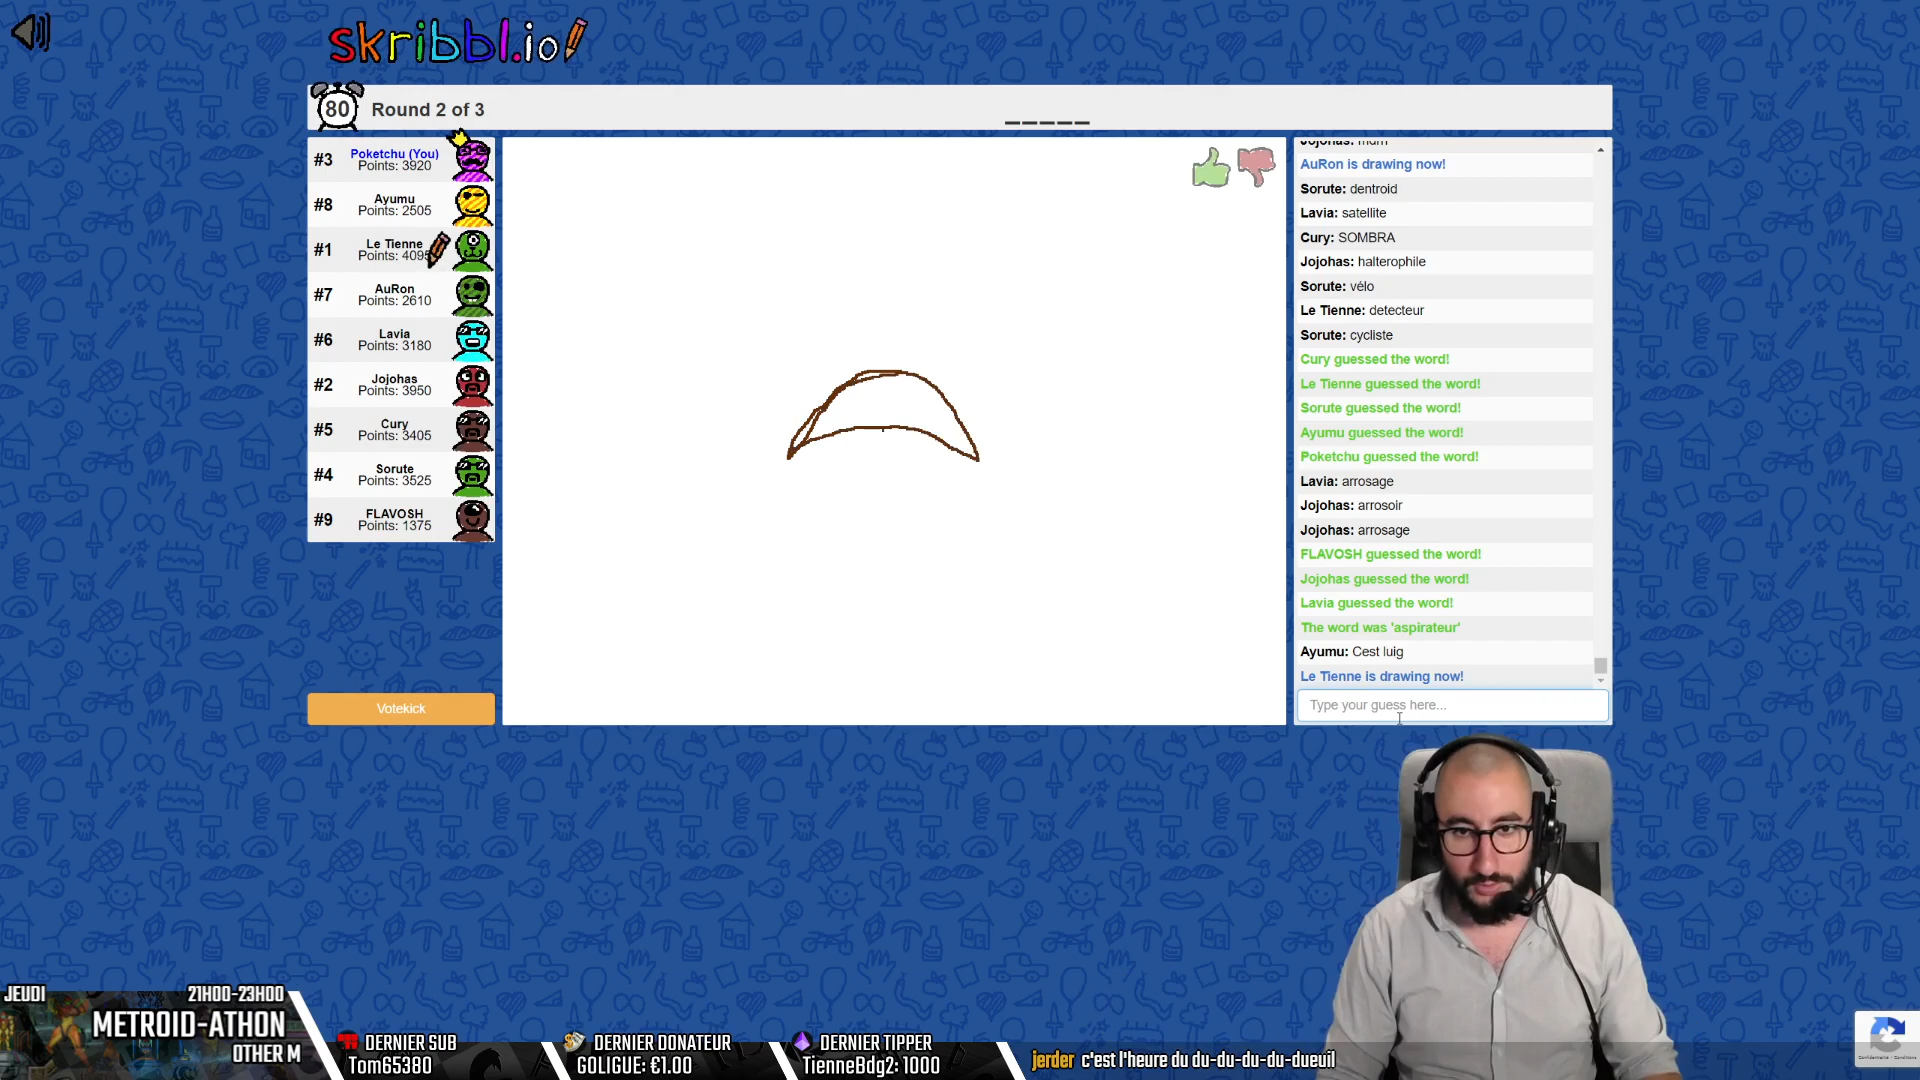 skribbl.io
80
Round 2 of 3
_____
#3
Poketchu (You)
Points: 3920
#8
Ayumu
Points: 2505
#1
Le Tienne
Points: 4095
#7
AuRon
Points: 2610
#6
Lavia
Points: 3180
#2
Jojohas
Points: 3950
#5
Cury
Points: 3405
#4
Sorute
Points: 3525
#9
FLAVOSH
Points: 1375
Votekick
AuRon is drawing now!
Sorute: dentroid
Lavia: satellite
Cury: SOMBRA
Jojohas: halterophile
Sorute: vélo
Le Tienne: detecteur
Sorute: cycliste
Cury guessed the word!
Le Tienne guessed the word!
Sorute guessed the word!
Ayumu guessed the word!
Poketchu guessed the word!
Lavia: arrosage
Jojohas: arrosoir
Jojohas: arrosage
FLAVOSH guessed the word!
Jojohas guessed the word!
Lavia guessed the word!
The word was 'aspirateur'
Ayumu: Cest luig
Le Tienne is drawing now!
Type your guess here...
JEUDI
21H00-23H00
METROID-ATHON
OTHER M
DERNIER SUB
Tom65380
DERNIER DONATEUR
GOLIGUE: €1.00
DERNIER TIPPER
TienneBdg2: 1000
jerder c'est l'heure du du-du-du-du-dueuil